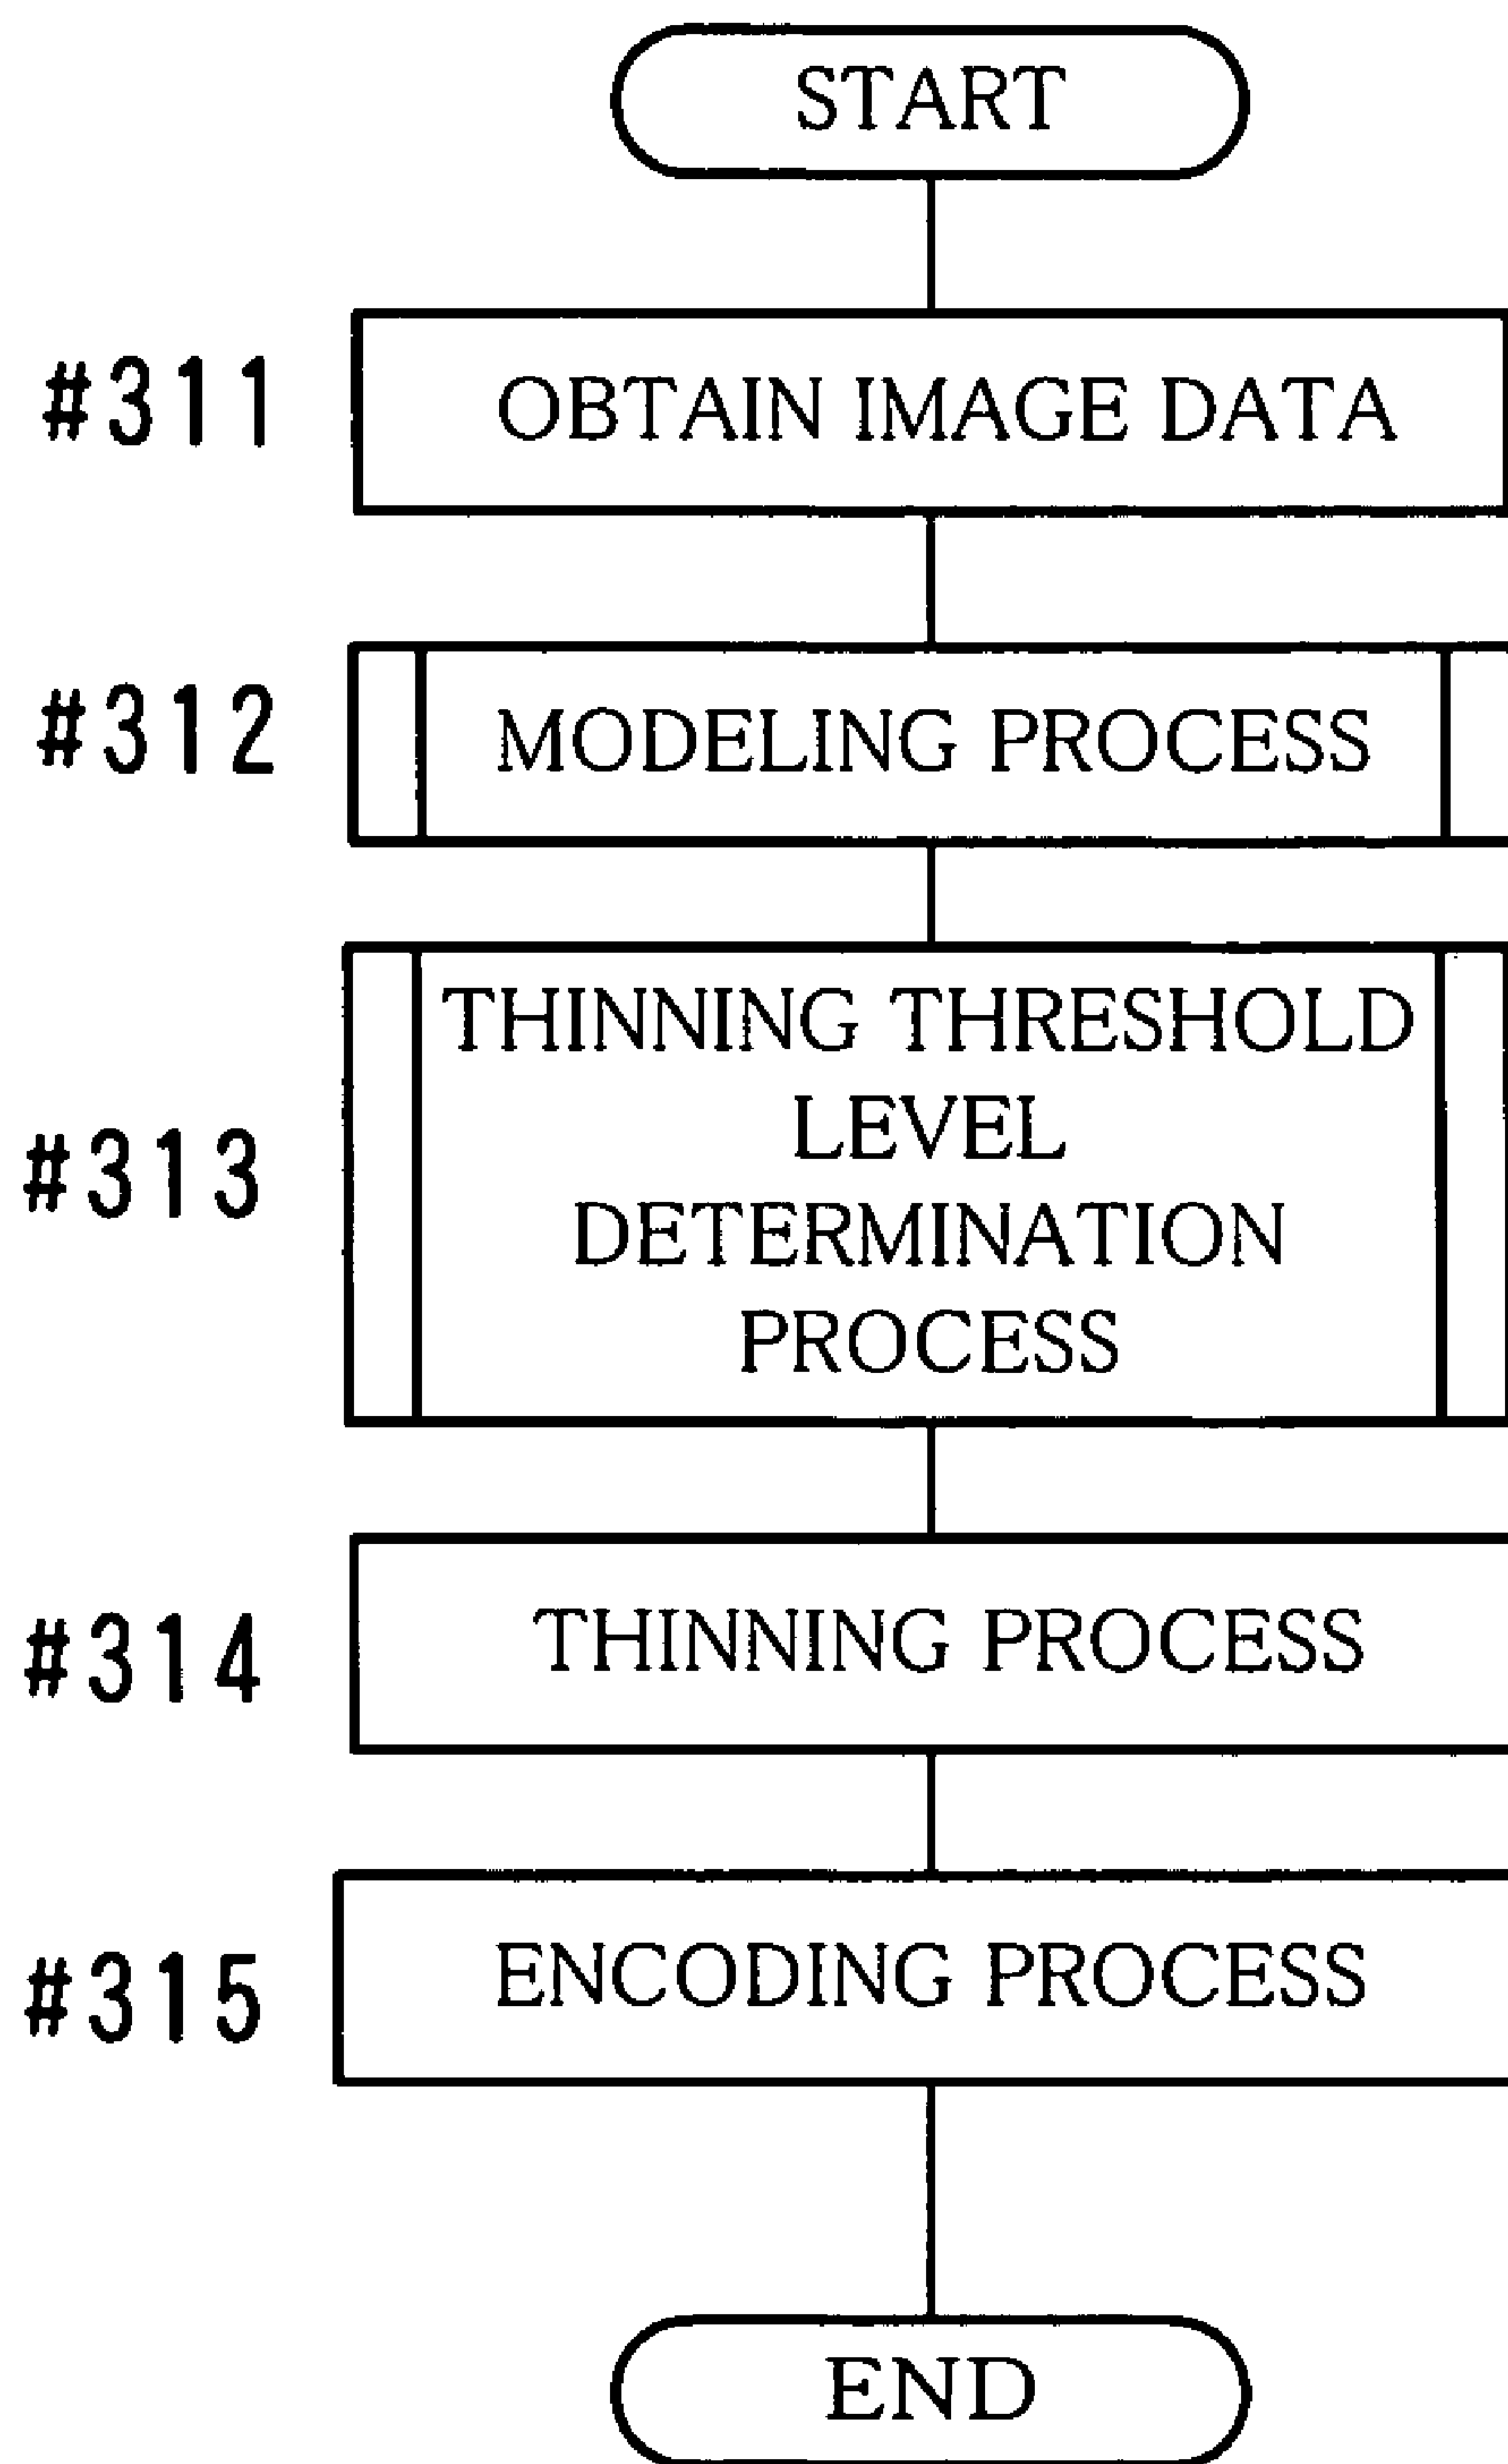 START
#311 OBTAIN IMAGE DATA
#312 MODELING PROCESS
#313
THINNING THRESHOLD
LEVEL
DETERMINATION
PROCESS
#314 THINNING PROCESS
#315 ENCODING PROCESS
END